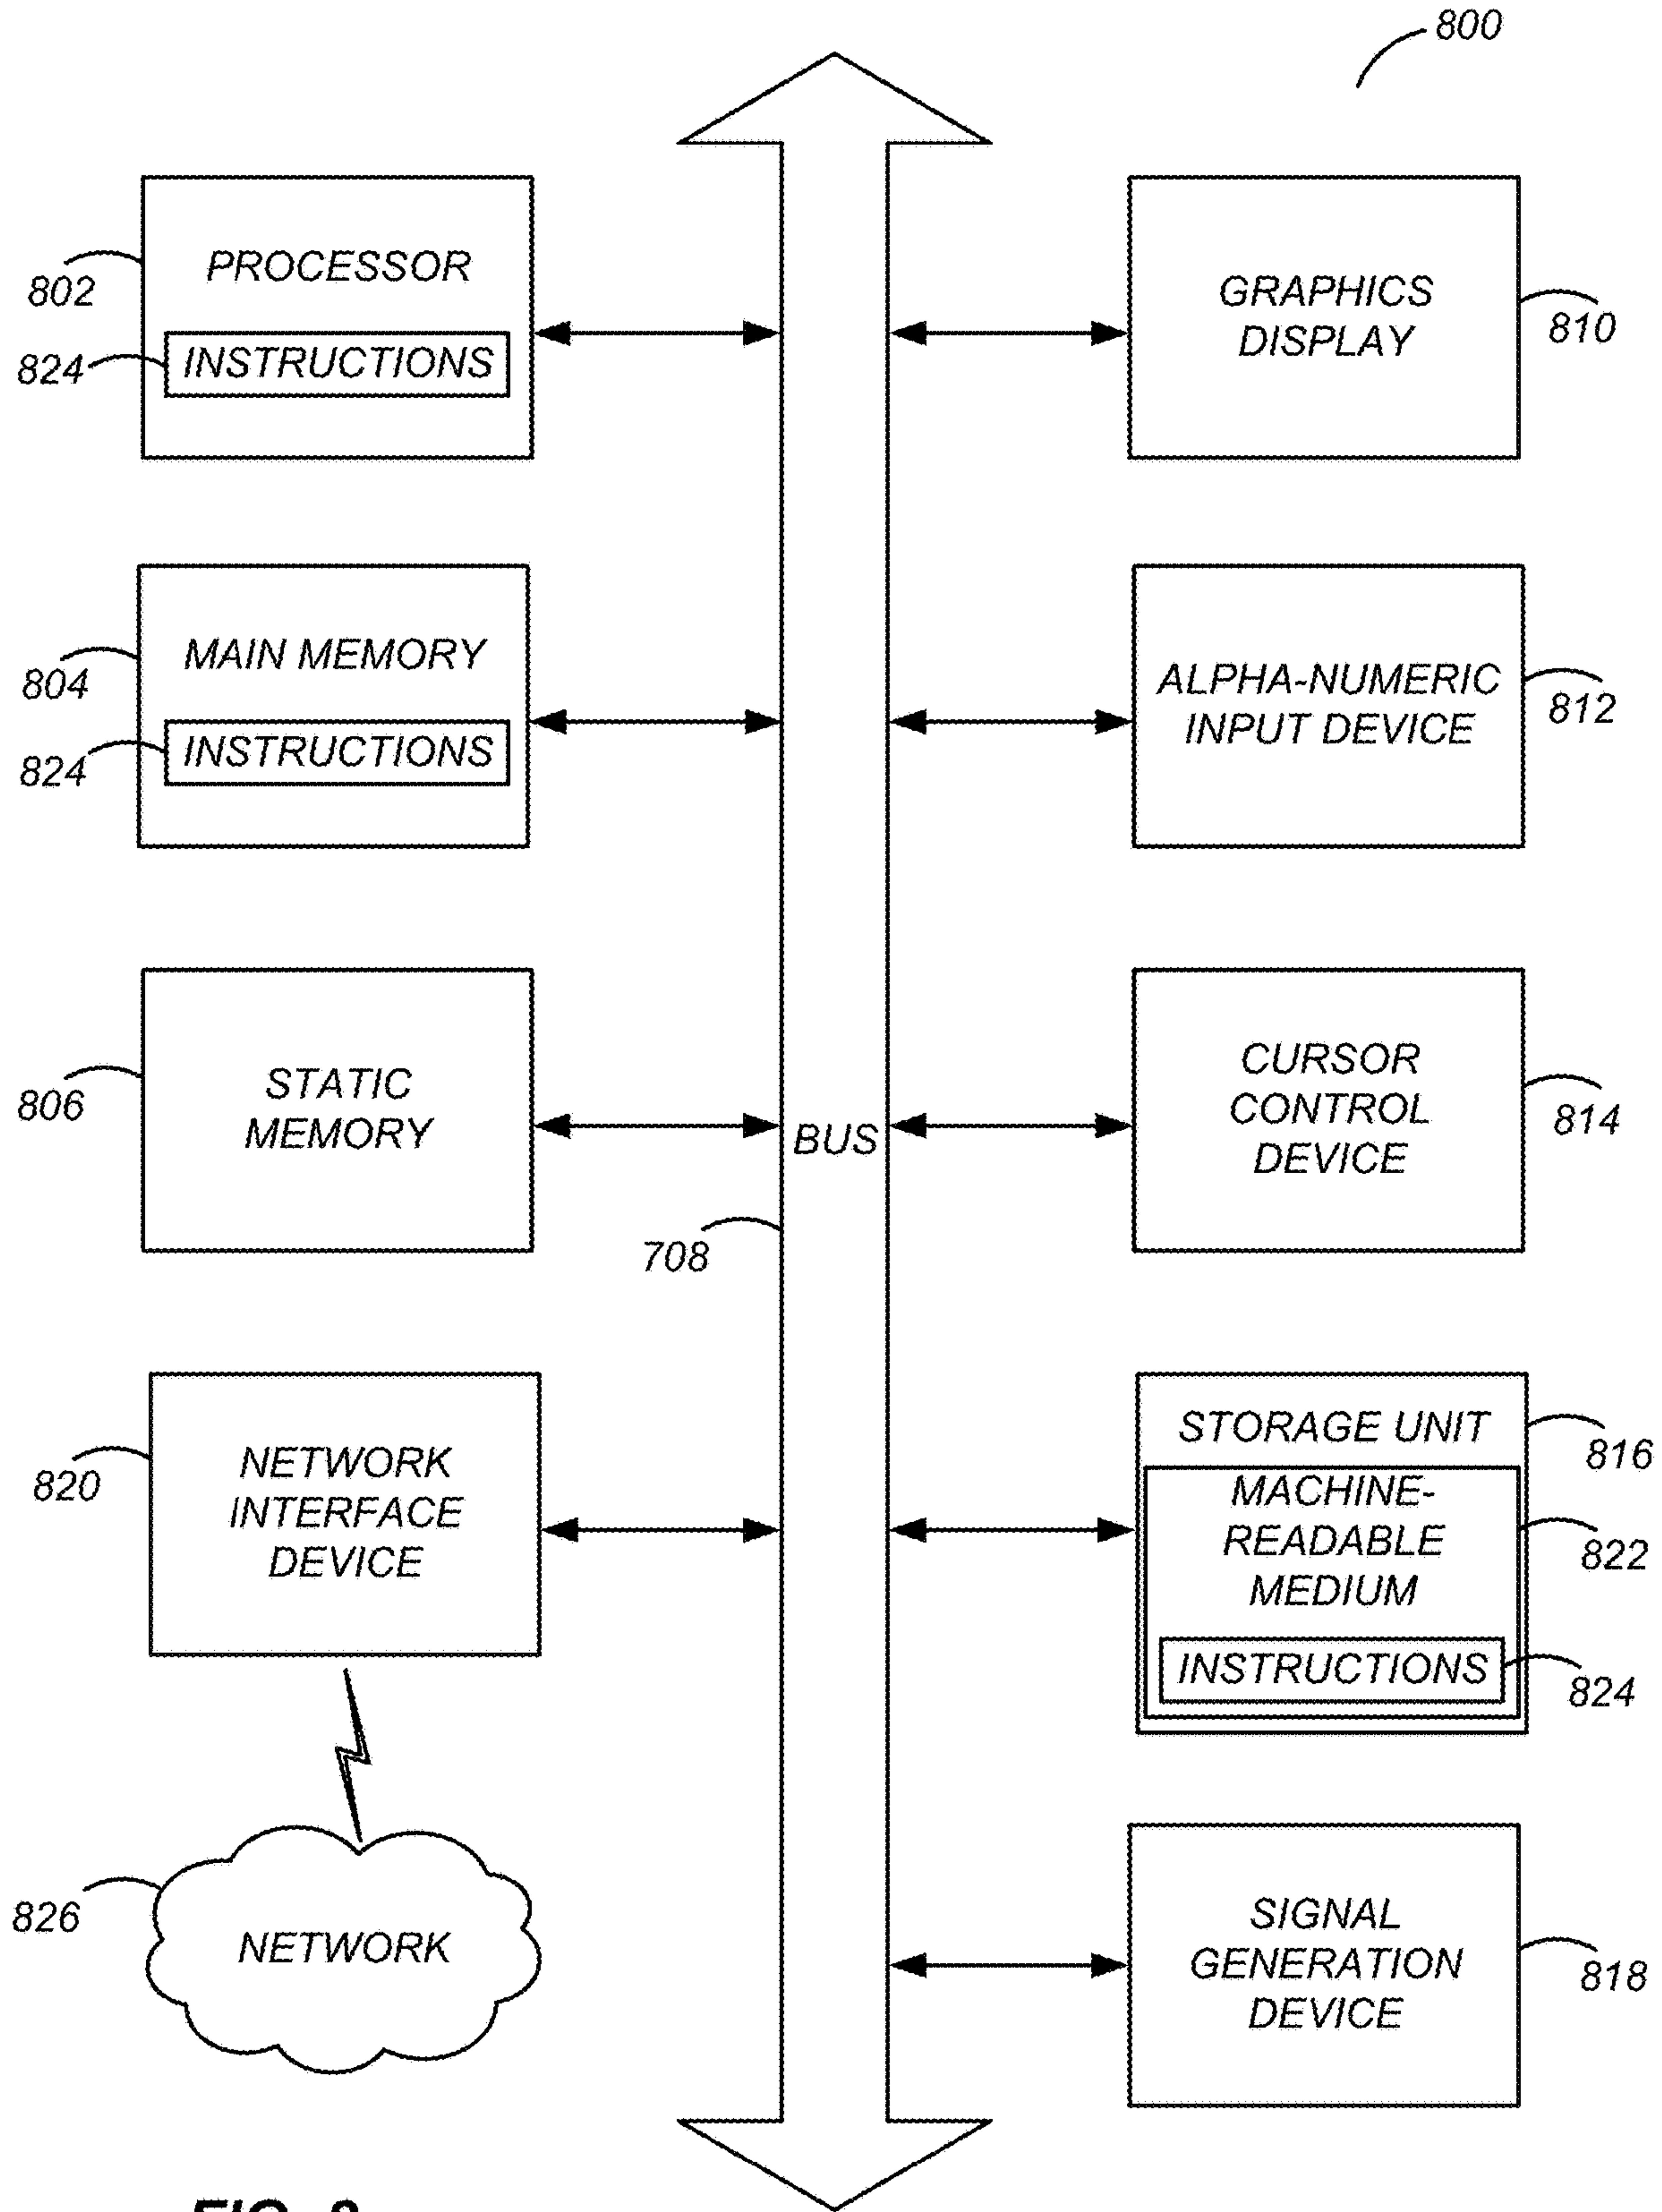 800
PROCESSOR
802
824
INSTRUCTIONS
GRAPHICS
DISPLAY
810
MAIN MEMORY
804
824
INSTRUCTIONS
ALPHA-NUMERIC
INPUT DEVICE
812
STATIC
MEMORY
806
BUS
708
CURSOR
CONTROL
DEVICE
814
NETWORK
INTERFACE
DEVICE
820
STORAGE UNIT
816
MACHINE-
READABLE
MEDIUM
822
INSTRUCTIONS
824
826
NETWORK
SIGNAL
GENERATION
DEVICE
818